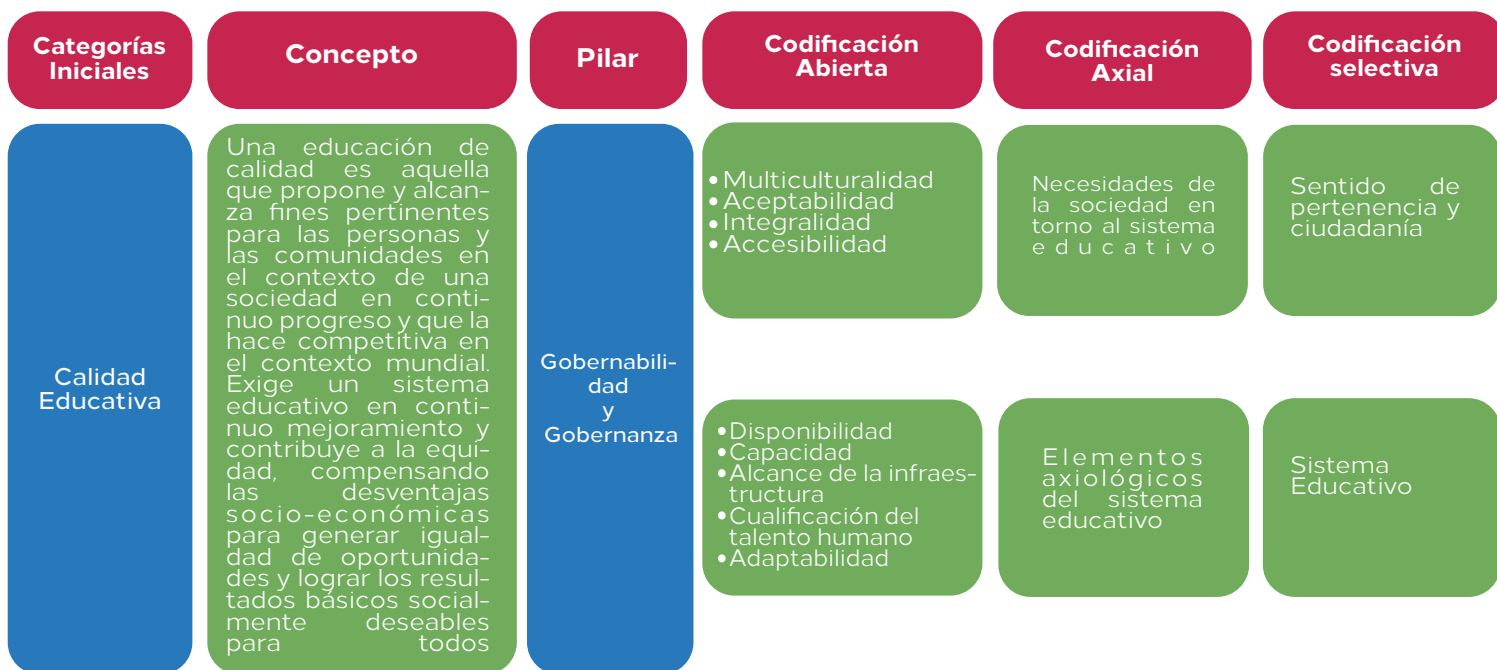 Categorías
Iniciales
Concepto
Pilar
Codificación
Abierta
Codificación
Axial
Codificación
selectiva
Calidad
Educativa
Una educación de
calidad es aquella
que propone y alcan-
za fines pertinentes
para las personas y
las comunidades en
el contexto de una
sociedad en conti-
nuo progreso y que la
hace competitiva en
el contexto mundial.
Exige un sistema
educativo en conti-
nuo mejoramiento y
contribuye a la equi-
dad, compensando
las desventajas
socio-económicas
para generar igual-
dad de oportunida-
des y lograr los resul-
tados básicos social-
mente deseables
para todos
Gobernabili-
dad
y
Gobernanza
• Multiculturalidad
• Aceptabilidad
• Integralidad
• Accesibilidad
Necesidades de
la sociedad en
torno al sistema
educativo
Sentido de
pertenencia y
ciudadanía
• Disponibilidad
• Capacidad
• Alcance de la infraes-
tructura
• Cualificación del
talento humano
• Adaptabilidad
Elementos
axiológicos
del sistema
educativo
Sistema
Educativo